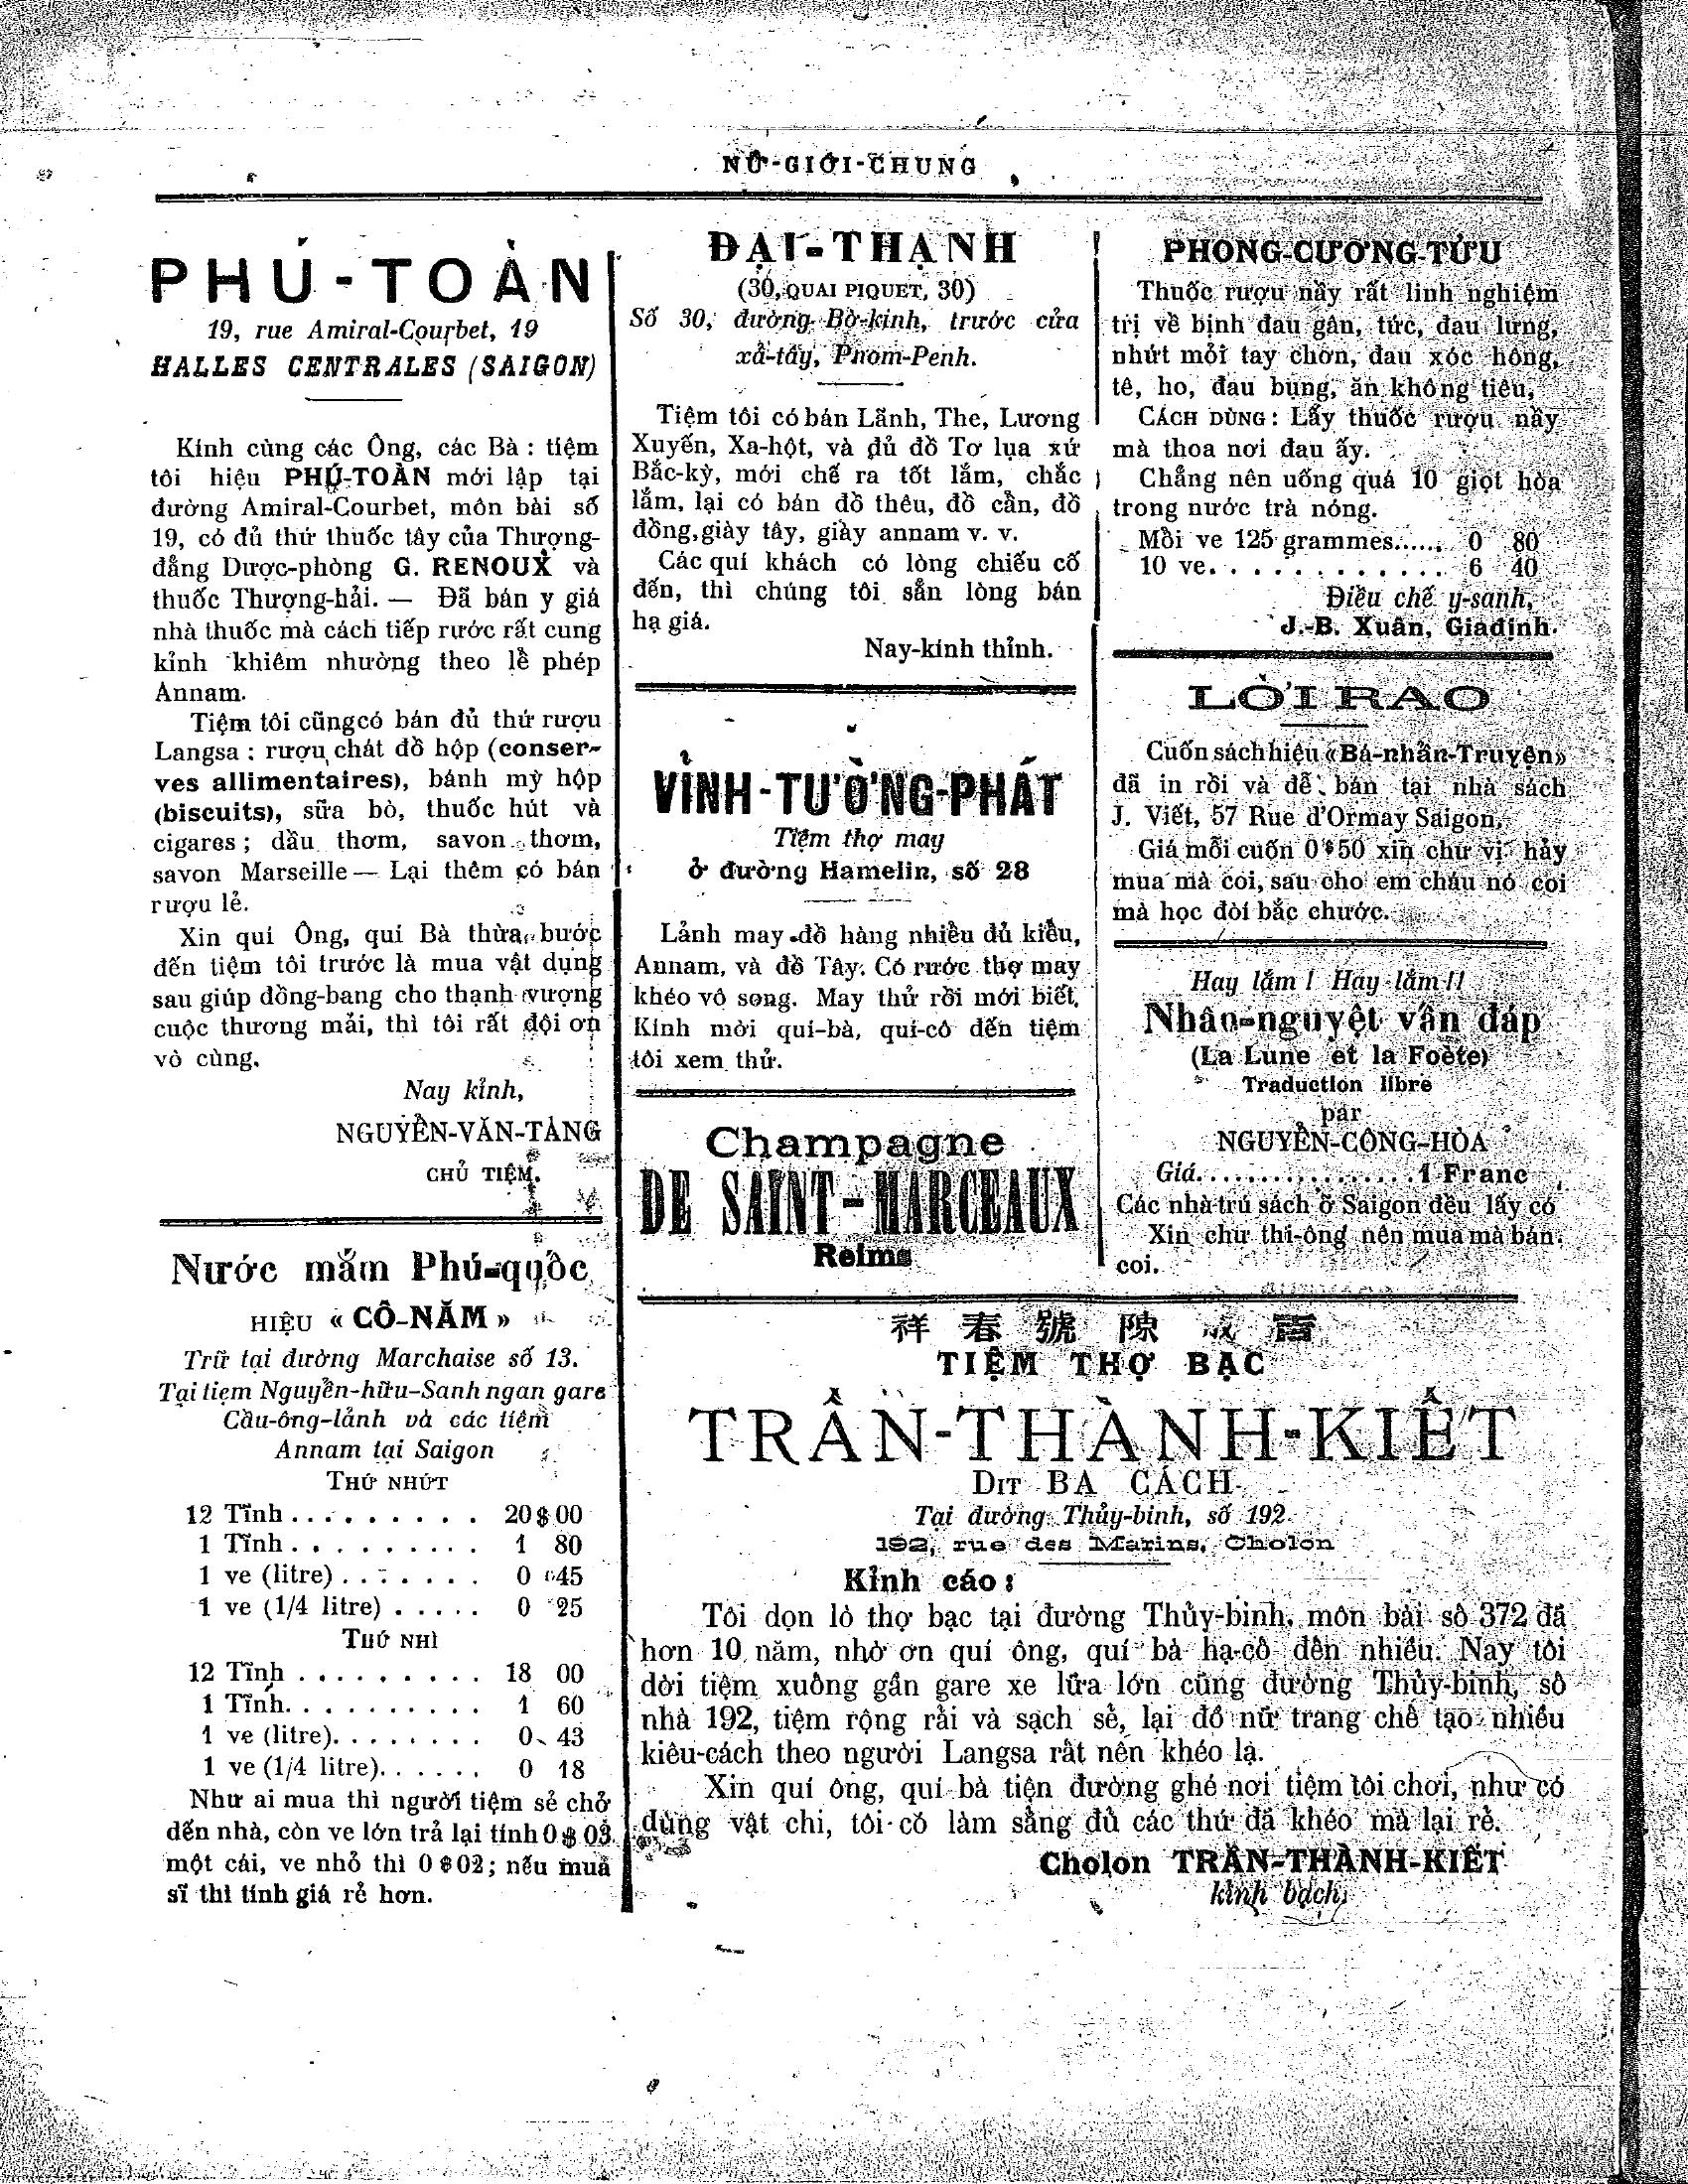 NỮ-GIỚI-CHUNG
PHÚ-TOÀN
19, rue Amiral-Courbet, 19
HALLES CENTRALES (SAIGON)
Kính cùng các Ông, các Bà : tiệm
tôi hiệu PHÚ-TOÀN mới lập tại
đường Amiral-Courbet, môn bài số
19, có đủ thứ thuốc tây của Thượng-
đẳng Dược-phòng G. RENOUX và
thuốc Thượng-hải. — Đã bán y giá
nhà thuốc mà cách tiếp rước rất cung
kỉnh khiêm nhường theo lề phép
Annam.
Tiệm tôi cũngcó bán đủ thứ rượu
Langsa : rượu chát đồ hộp (conser-
ves allimentaires), bánh mỳ hộp
(biscuits), sữa bò, thuốc hút và
cigares ; dầu thơm, savon thơm,
savon Marseille — Lại thêm có bán
rượu lẻ.
Xin quí Ông, quí Bà thừa bước
đến tiệm tôi trước là mua vật dụng
sau giúp đồng-bang cho thạnh vượng
cuộc thương mải, thì tôi rất đội ơn
vô cùng.
Nay kỉnh,
NGUYỄN-VĂN-TÀNG
CHỦ TIỆM.
Nước mắm Phú-quốc
HIỆU « CÔ-NĂM »
Trữ tại đường Marchaise số 13.
Tại tiệm Nguyễn-hữu-Sanh ngan gare
Cầu-ông-lảnh và các tiệm
Annam tại Saigon
THỨ NHỨT
12 Tĩnh . . . . . . . . . 20$00
1 Tĩnh . . . . . . . . . 1 80
1 ve (litre) . . . . . . . 0 45
1 ve (1/4 litre) . . . . . 0 25
THỨ NHÌ
12 Tĩnh . . . . . . . . . 18 00
1 Tĩnh. . . . . . . . . . 1 60
1 ve (litre). . . . . . . . 0 43
1 ve (1/4 litre). . . . . . 0 18
Như ai mua thì người tiệm sẻ chở
đến nhà, còn ve lớn trả lại tính 0$03
một cái, ve nhỏ thì 0$02; nếu mua
sĩ thì tính giá rẻ hơn.
ĐẠI-THẠNH
(30, QUAI PIQUET, 30)
Số 30, đường Bờ-kinh, trước cửa
xả-tây, Pnom-Penh.
Tiệm tôi có bán Lãnh, The, Lương
Xuyến, Xa-hột, và đủ đồ Tơ lụa xứ
Bắc-kỳ, mới chế ra tốt lắm, chắc
lắm, lại có bán đồ thêu, đồ cẩn, đồ
đồng, giày tây, giày annam v. v.
Các quí khách có lòng chiếu cố
đến, thì chúng tôi sẵn lòng bán
hạ giá.
Nay-kính thỉnh.
VỈNH-TƯỜNG-PHÁT
Tiệm thợ may
ở đường Hamelin, số 28
Lảnh may đồ hàng nhiều đủ kiểu,
Annam, và đồ Tây. Có rước thợ may
khéo vô song. May thử rồi mới biết.
Kính mời quí-bà, quí-cô đến tiệm
tôi xem thử.
Champagne
DE SAINT-MARCEAUX
Reims
PHONG-CƯƠNG-TỬU
Thuốc rượu nầy rất linh nghiệm
trị về bịnh đau gân, tức, đau lưng,
nhứt mỏi tay chơn, đau xóc hông,
tê, ho, đau bụng, ăn không tiêu,
CÁCH DÙNG : Lấy thuốc rượu nầy
mà thoa nơi đau ấy.
Chẳng nên uống quá 10 giọt hòa
trong nước trà nóng.
Mỗi ve 125 grammes...... 0 80
10 ve. . . . . . . . . . . . . 6 40
Điều chế y-sanh,
J.-B. Xuân, Giađịnh.
LỜI RAO
Cuốn sách hiệu «Bá-nhẫn-Truyện»
đã in rồi và để bán tại nhà sách
J. Viết, 57 Rue d'Ormay Saigon,
Giá mỗi cuốn 0$50 xin chư vị hảy
mua mà coi, sau cho em cháu nó coi
mà học đòi bắc chước.
Hay lắm ! Hay lắm !!
Nhân-nguyệt vấn đáp
(La Lune et la Foète)
Traduction libre
par
NGUYỄN-CÔNG-HÒA
Giá. . . . . . . . . . . . . . . . 1 Franc
Các nhà trú sách ở Saigon đều lấy có
Xin chư thi-ông nên mua mà bán
coi.
祥 春 號 陳 成 吉
TIỆM THỢ BẠC
TRẦN-THÀNH-KIẾT
DIT BA CÁCH
Tại đường Thủy-binh, số 192.
192, rue des Marins, Cholon
Kỉnh cáo :
Tôi dọn lò thợ bạc tại đường Thủy-binh, môn bài số 372 đã
hơn 10 năm, nhờ ơn quí ông, quí bà hạ-cố đến nhiều. Nay tôi
dời tiệm xuống gần gare xe lửa lớn cũng đường Thủy-binh, số
nhà 192, tiệm rộng rải và sạch sẻ, lại đồ nữ trang chế tạo nhiều
kiêu-cách theo người Langsa rất nên khéo lạ.
Xin quí ông, quí bà tiện đường ghé nơi tiệm tôi chơi, như có
dùng vật chi, tôi có làm sẳng đủ các thứ đã khéo mà lại rẻ.
Cholon TRẦN-THÀNH-KIẾT
kỉnh bạch,